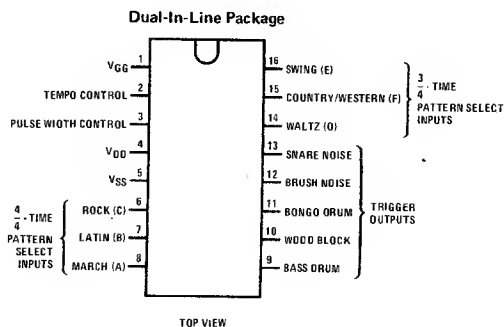 Dual-In-Line Package
VGG 1
TEMPO CONTROL 2
PULSE WIOTH CONTROL 3
VDD 4
VSS 5
4/4-TIME PATTERN SELECT INPUTS
ROCK (C) 6
LATIN (B) 7
MARCH (A) 8
16 SWING (E)
15 COUNTRY/WESTERN (F)
14 WALTZ (O)
3/4-TIME PATTERN SELECT INPUTS
13 SNARE NOISE
12 BRUSH NOISE
11 BONGO ORUM
10 WOOD BLOCK
9 BASS DRUM
TRIGGER OUTPUTS
TOP VIEW